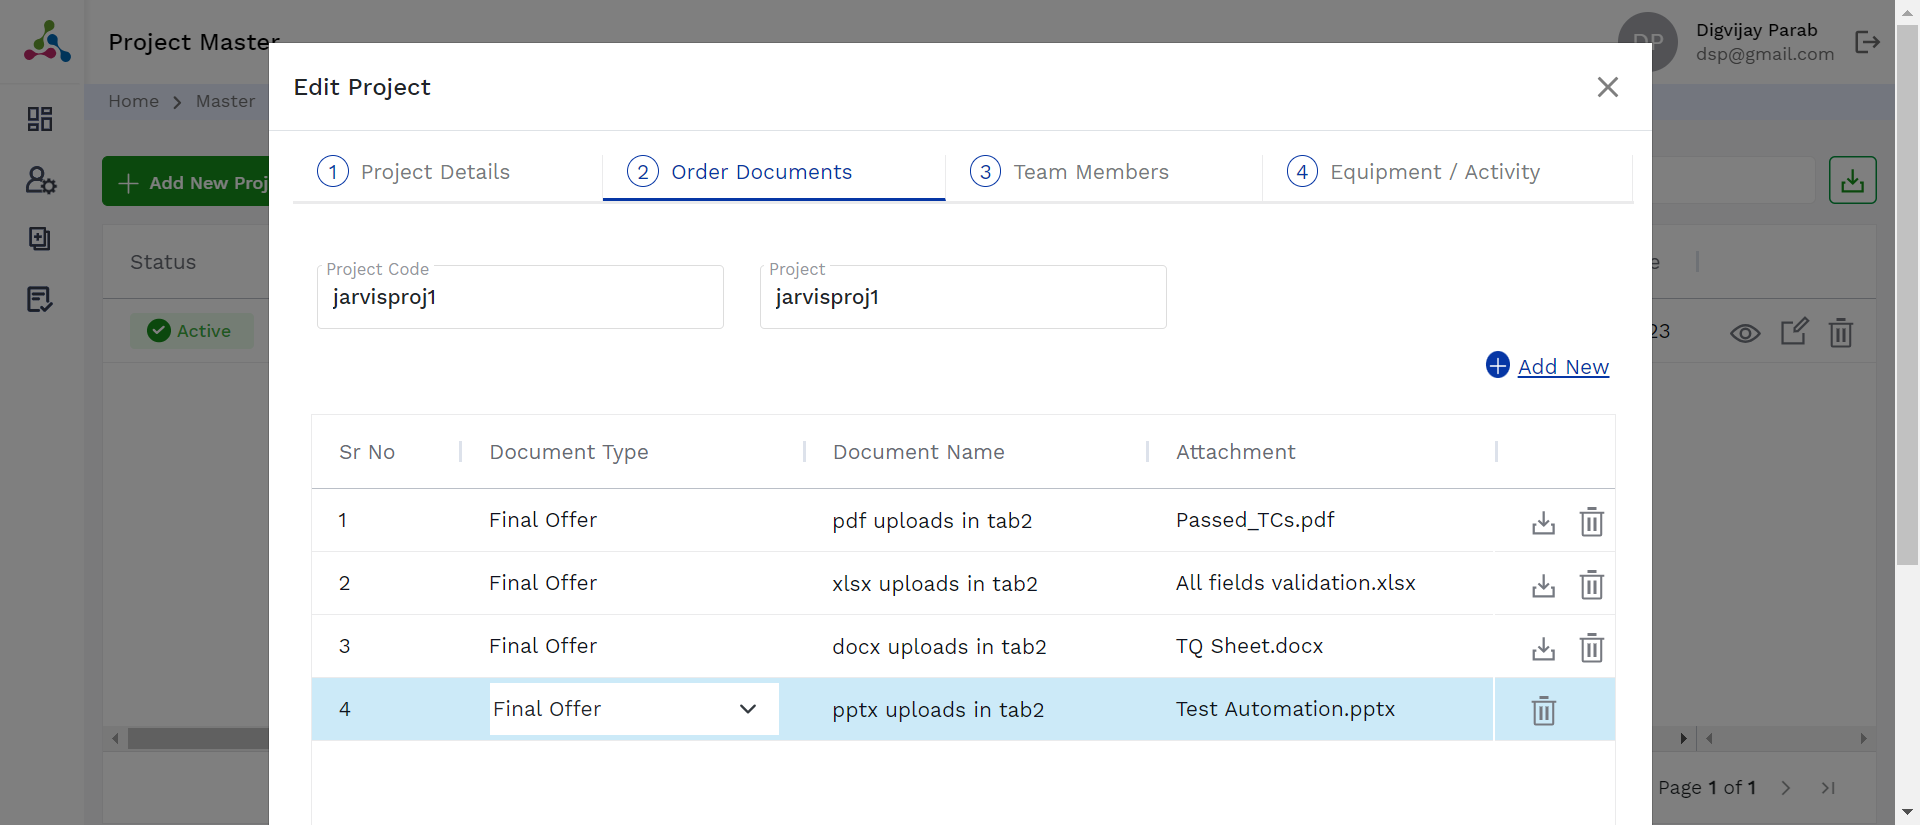 Project Master
DP
Digvijay Parab
dsp@gmail.com
Home
Master
Add New Proj
Status
Active
23
Page 1 of 1
Edit Project
1 Project Details
2 Order Documents
3 Team Members
4 Equipment / Activity
Project Code
jarvisproj1
Project
jarvisproj1
Add New
Sr No Document Type Document Name Attachment
1 Final Offer pdf uploads in tab2 Passed_TCs.pdf
2 Final Offer xlsx uploads in tab2 All fields validation.xlsx
3 Final Offer docx uploads in tab2 TQ Sheet.docx
4 Final Offer pptx uploads in tab2 Test Automation.pptx